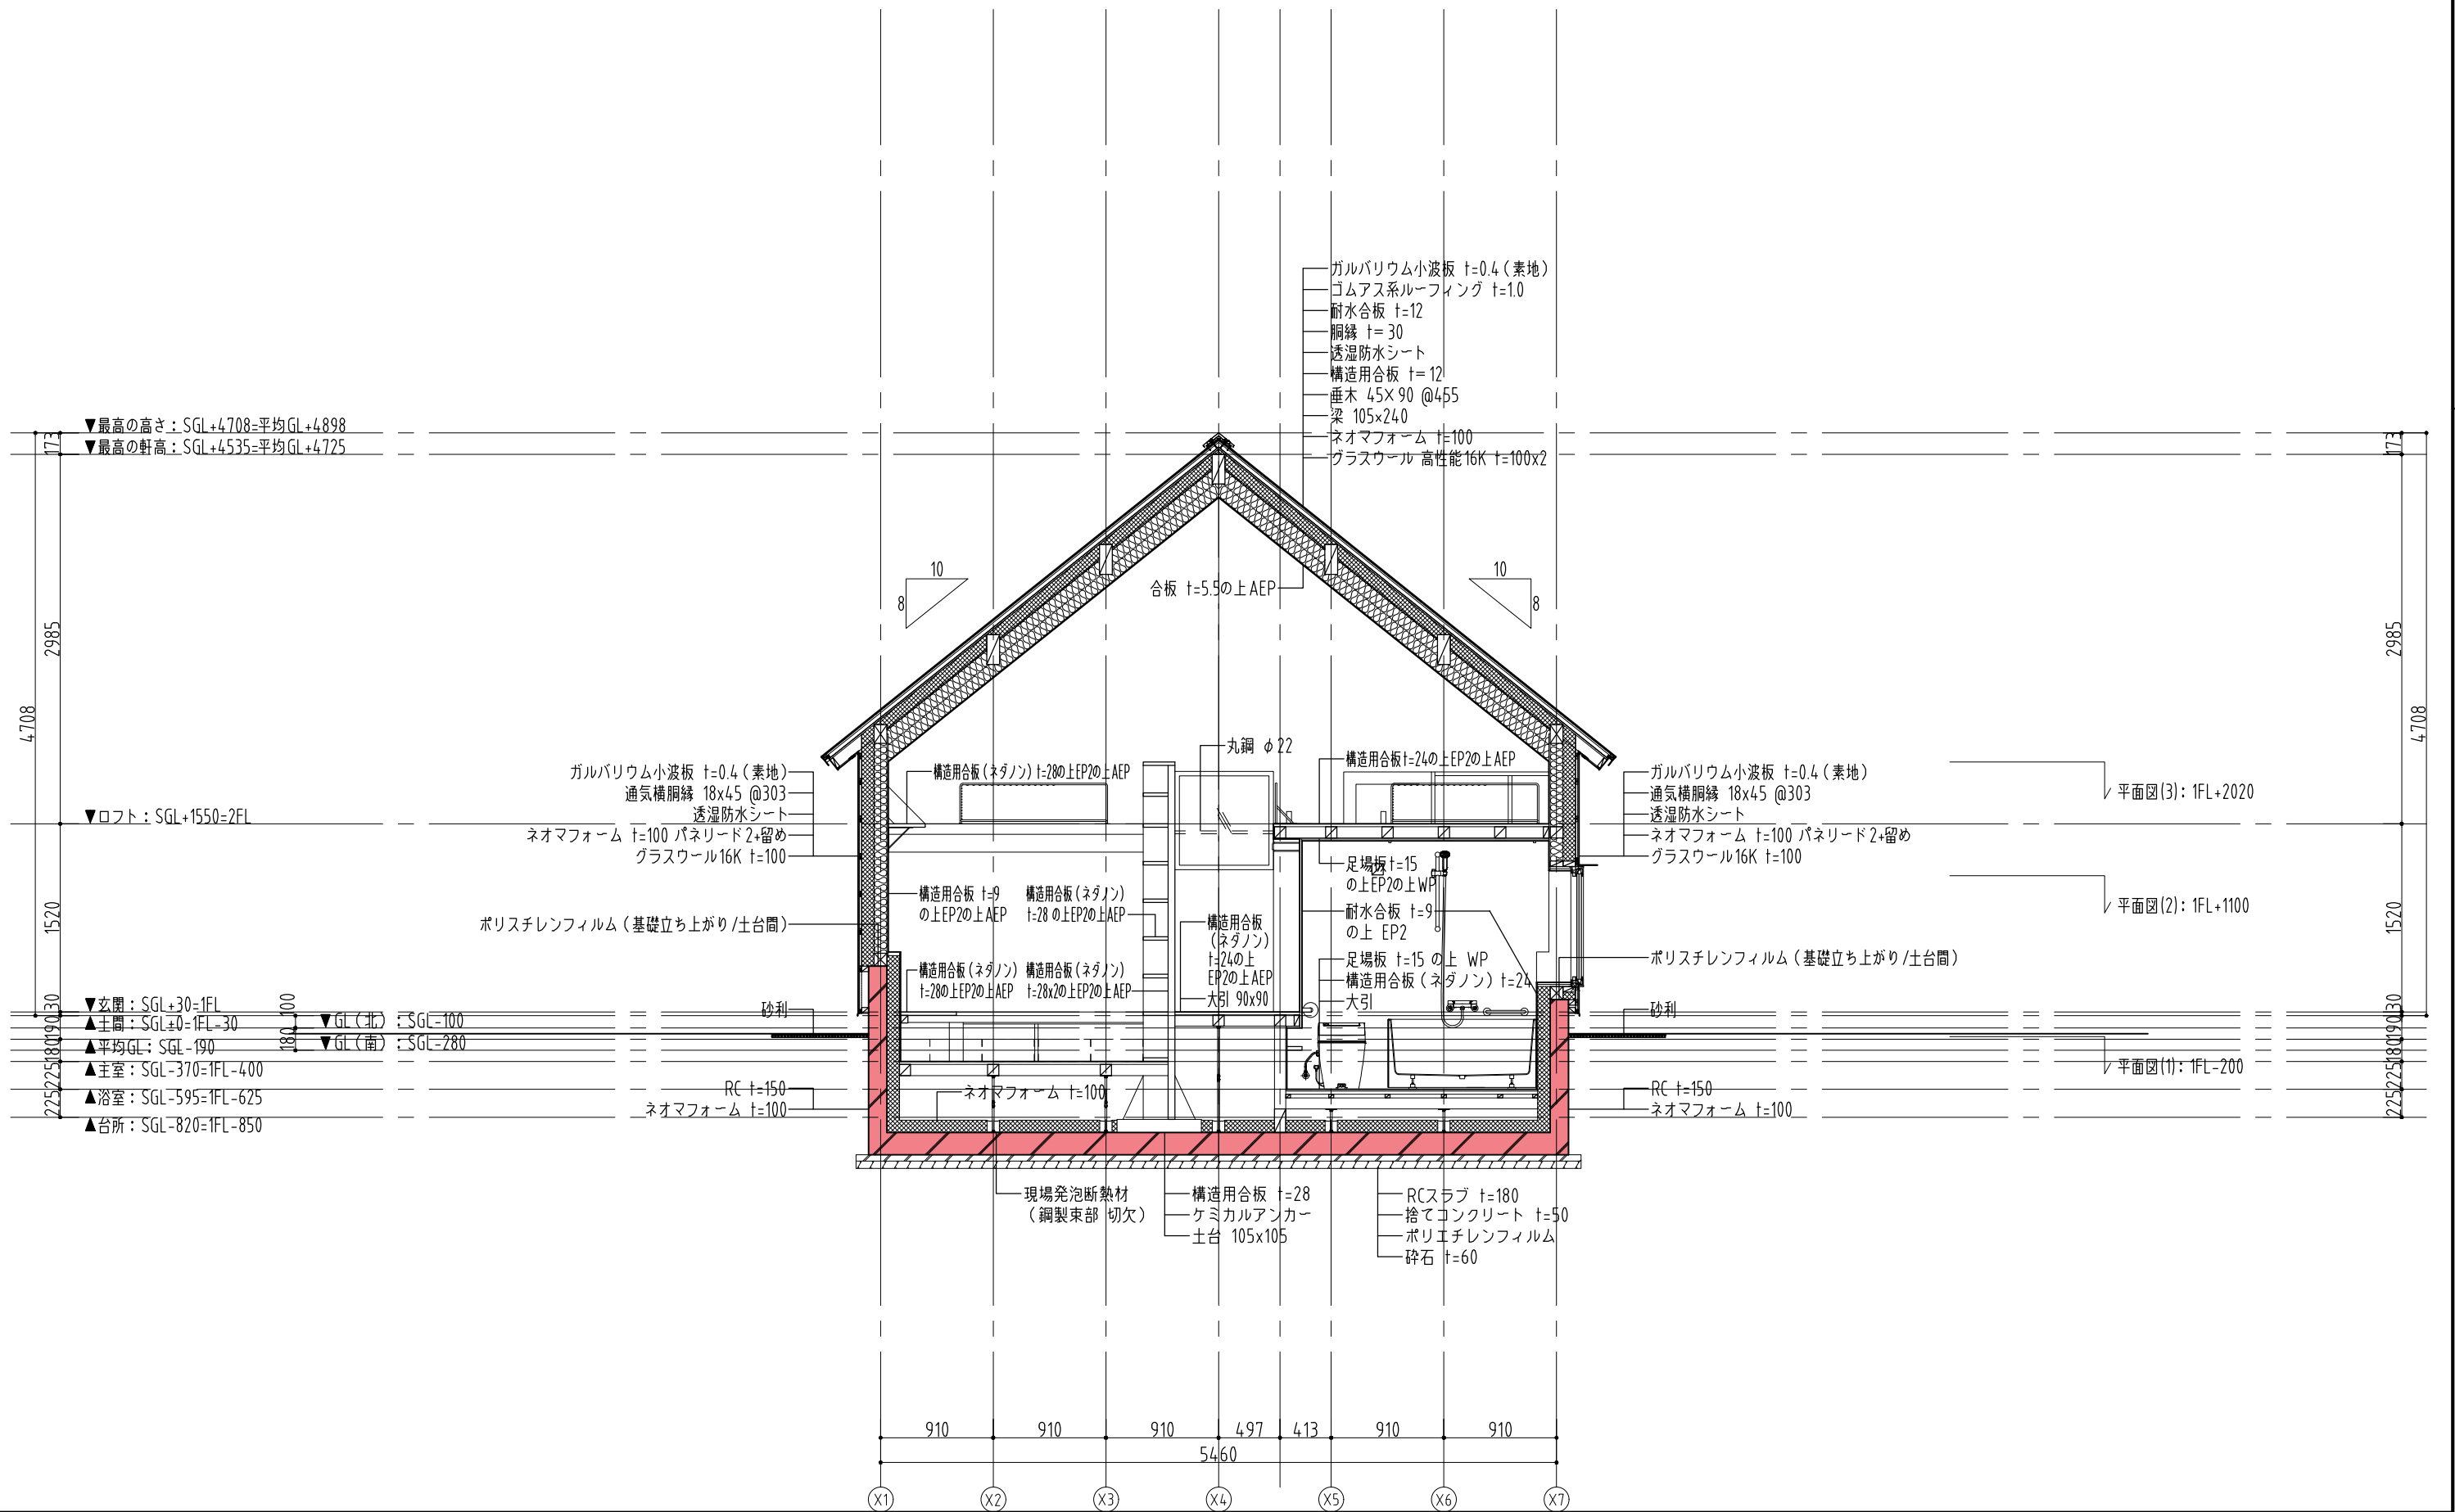 ガルバリウム小波板 t=0.4（素地）
ゴムアス系ルーフィング t=1.0
耐水合板 t=12
胴縁 t=30
透湿防水シート
構造用合板 t=12
垂木 45×90 @455
梁 105x240
ネオマフォーム t=100
グラスウール 高性能16K t=100x2
▼最高の高さ：SGL+4708=平均GL+4898
▼最高の軒高：SGL+4535=平均GL+4725
173
2985
4708
1520
30
190
180
225
225
173
2985
4708
1520
30
190
180
225
225
10
8
10
8
合板 t=5.5の上AEP
丸鋼 φ22
構造用合板t=24の上EP2の上AEP
構造用合板（ネダノン）t=28の上EP2の上AEP
ガルバリウム小波板 t=0.4（素地）
通気横胴縁 18x45 @303
透湿防水シート
ネオマフォーム t=100 パネリード2+留め
グラスウール16K t=100
ガルバリウム小波板 t=0.4（素地）
通気横胴縁 18x45 @303
透湿防水シート
ネオマフォーム t=100 パネリード2+留め
グラスウール16K t=100
平面図(3)：1FL+2020
▼ロフト：SGL+1550=2FL
足場板t=15
の上EP2の上WP
構造用合板 t=9
の上EP2の上AEP
構造用合板（ネダノン）
t=28 の上EP2の上AEP
構造用合板
（ネダノン）
t=24の上
EP2の上AEP
大引 90x90
耐水合板 t=9
の上 EP2
平面図(2)：1FL+1100
ポリスチレンフィルム（基礎立ち上がり/土台間）
ポリスチレンフィルム（基礎立ち上がり/土台間）
足場板 t=15 の上 WP
構造用合板（ネダノン）t=24
大引
構造用合板（ネダノン）
t=28の上EP2の上AEP
構造用合板（ネダノン）
t=28x2の上EP2の上AEP
▼玄関：SGL+30=1FL
▲土間：SGL±0=1FL-30
100
180
▼GL（北）：SGL-100
▼GL（南）：SGL-280
▲平均GL：SGL-190
▲主室：SGL-370=1FL-400
▲浴室：SGL-595=1FL-625
▲台所：SGL-820=1FL-850
砂利
砂利
平面図(1)：1FL-200
RC t=150
ネオマフォーム t=100
RC t=150
ネオマフォーム t=100
ネオマフォーム t=100
現場発泡断熱材
（鋼製束部 切欠）
構造用合板 t=28
ケミカルアンカー
土台 105x105
RCスラブ t=180
捨てコンクリート t=50
ポリエチレンフィルム
砕石 t=60
910 910 910 497 413 910 910
5460
X1 X2 X3 X4 X5 X6 X7